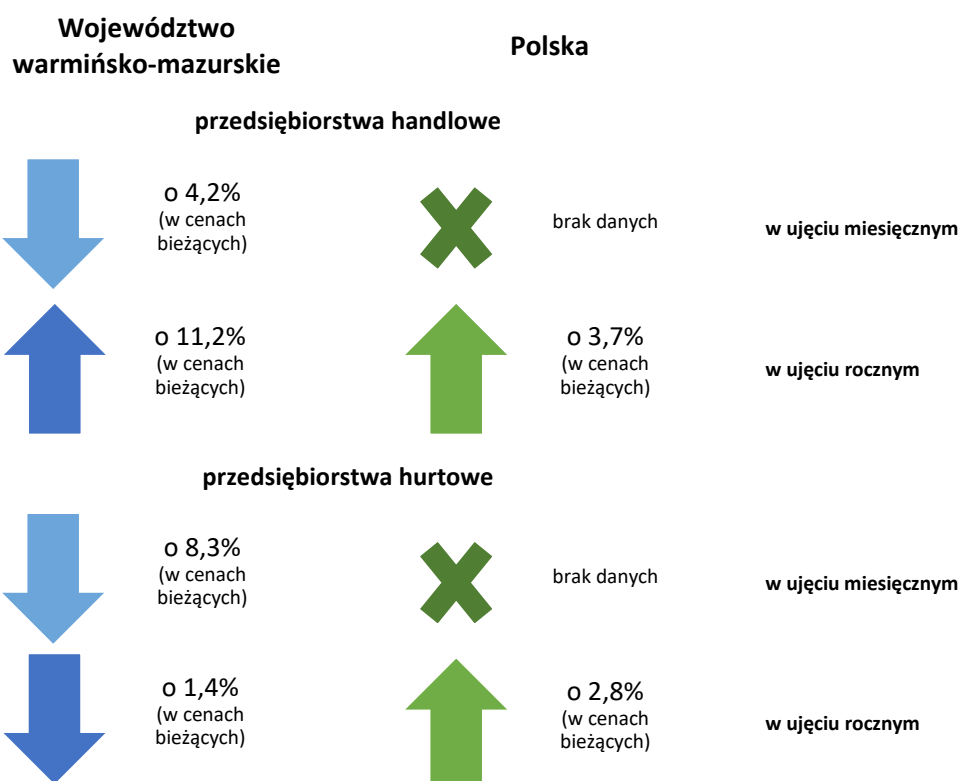 Województwo
warmińsko-mazurskie
Polska
przedsiębiorstwa handlowe
o 4,2%
(w cenach
bieżących)
brak danych
w ujęciu miesięcznym
o 11,2%
(w cenach
bieżących)
o 3,7%
(w cenach
bieżących)
w ujęciu rocznym
przedsiębiorstwa hurtowe
o 8,3%
(w cenach
bieżących)
brak danych
w ujęciu miesięcznym
o 1,4%
(w cenach
bieżących)
o 2,8%
(w cenach
bieżących)
w ujęciu rocznym